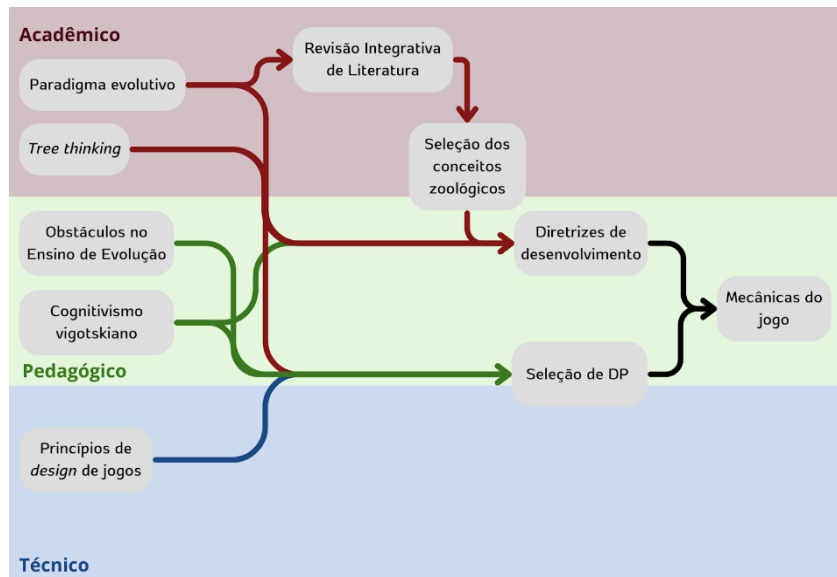 Acadêmico
Revisão Integrativa
de Literatura
Paradigma evolutivo
Tree thinking
Seleção dos
conceitos
zoológicos
Obstáculos no
Ensino de Evolução
Diretrizes de
desenvolvimento
Mecânicas do
jogo
Cognitivismo
vigotskiano
Pedagógico
Seleção de DP
Princípios de
design de jogos
Técnico